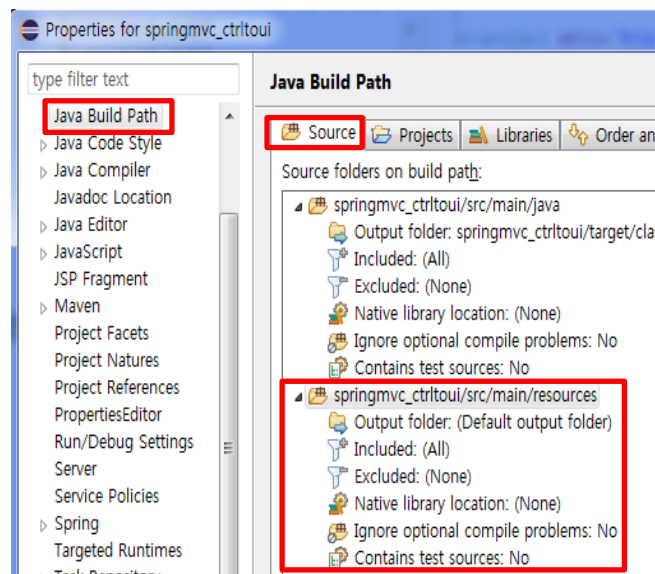 Properties for springmvc_ctrltoui
type filter text
Java Build Path
Java Code Style
Java Compiler
Javadoc Location
Java Editor
JavaScript
JSP Fragment
Maven
Project Facets
Project Natures
Project References
PropertiesEditor
Run/Debug Settings
Server
Service Policies
Spring
Targeted Runtimes
Java Build Path
Source Projects Libraries Order an
Source folders on build path:
springmvc_ctrltoui/src/main/java
Output folder: springmvc_ctrltoui/target/cla
Included: (All)
Excluded: (None)
Native library location: (None)
Ignore optional compile problems: No
Contains test sources: No
springmvc_ctrltoui/src/main/resources
Output folder: (Default output folder)
Included: (All)
Excluded: (None)
Native library location: (None)
Ignore optional compile problems: No
Contains test sources: No